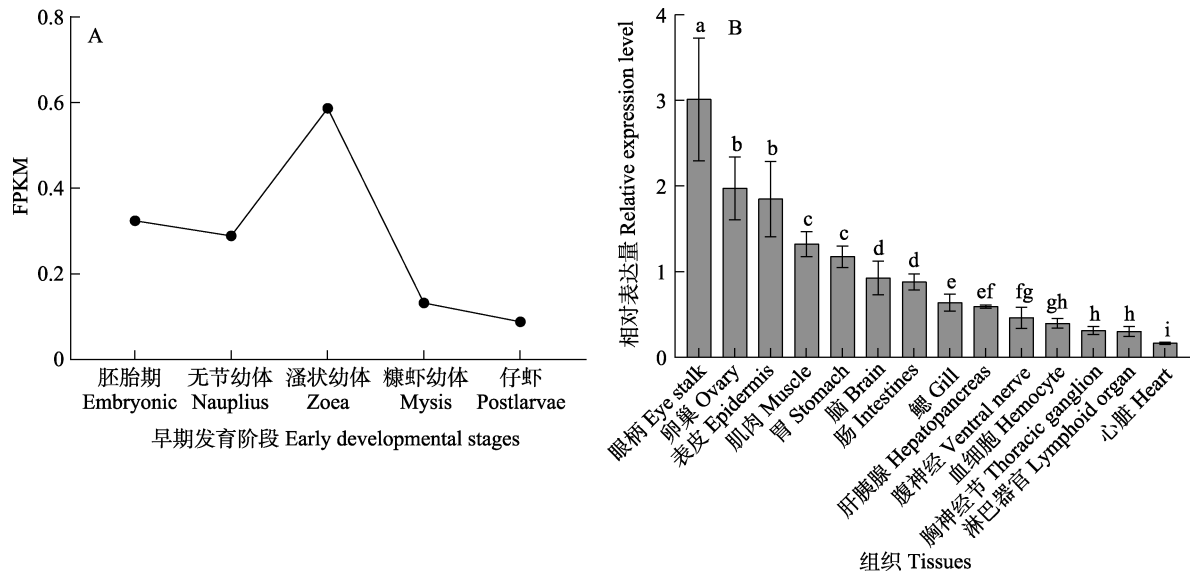 A
0.8
0.6
0.4
0.2
0
FPKM
胚胎期 无节幼体 溞状幼体 糠虾幼体 仔虾
Embryonic Nauplius Zoea Mysis Postlarvae
早期发育阶段 Early developmental stages
B
4
3
2
1
0
相对表达量 Relative expression level
a
b
b
c
c
d
d
e
ef
fg
gh
h
h
i
眼柄 Eye stalk
卵巢 Ovary
表皮 Epidermis
肌肉 Muscle
胃 Stomach
脑 Brain
肠 Intestines
鳃 Gill
肝胰腺 Hepatopancreas
腹神经 Ventral nerve
血细胞 Hemocyte
胸神经节 Thoracic ganglion
淋巴器官 Lymphoid organ
心脏 Heart
组织 Tissues